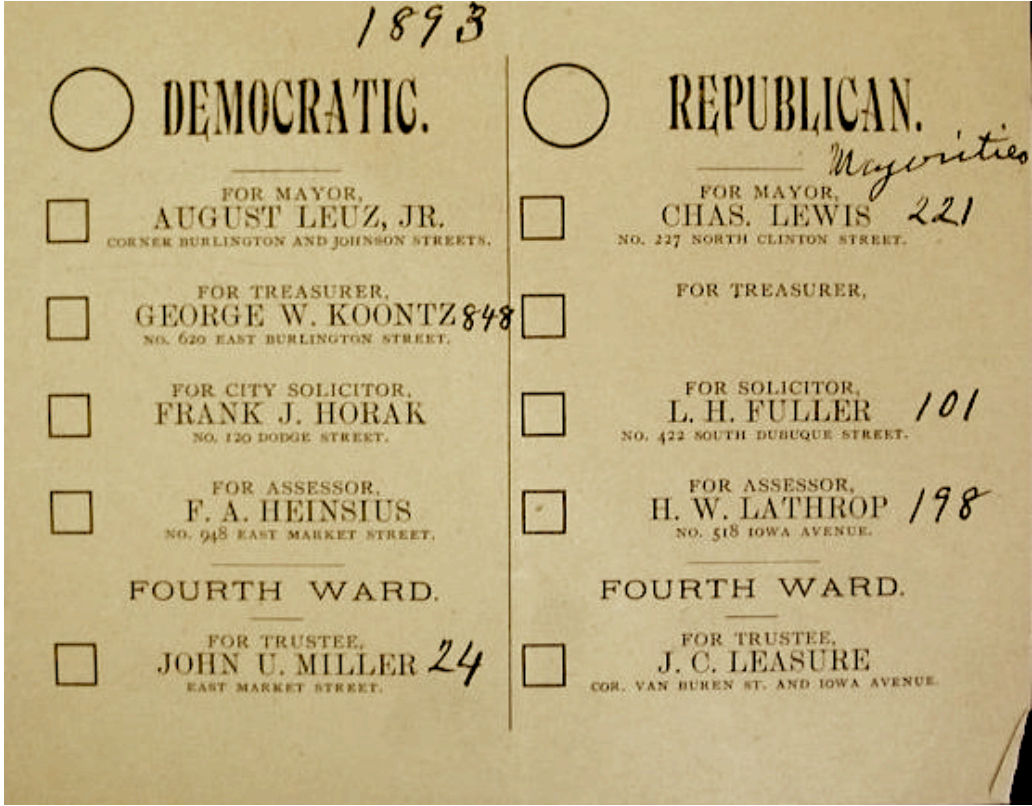 1893
DEMOCRATIC.
FOR MAYOR,
AUGUST LEUZ, JR.
CORNER BURLINGTON AND JOHNSON STREETS.
FOR TREASURER,
GEORGE W. KOONTZ 848
NO. 620 EAST BURLINGTON STREET.
FOR CITY SOLICITOR,
FRANK J. HORAK
NO. 120 DODGE STREET.
FOR ASSESSOR,
F. A. HEINSIUS
NO. 948 EAST MARKET STREET.
FOURTH WARD.
FOR TRUSTEE,
JOHN U. MILLER 24
EAST MARKET STREET.
REPUBLICAN.
Mayorities
FOR MAYOR,
CHAS. LEWIS 221
NO. 227 NORTH CLINTON STREET.
FOR TREASURER,
FOR SOLICITOR,
L. H. FULLER 101
NO. 422 SOUTH DUBUQUE STREET.
FOR ASSESSOR,
H. W. LATHROP 198
NO. 518 IOWA AVENUE.
FOURTH WARD.
FOR TRUSTEE,
J. C. LEASURE
COR. VAN BUREN ST. AND IOWA AVENUE.